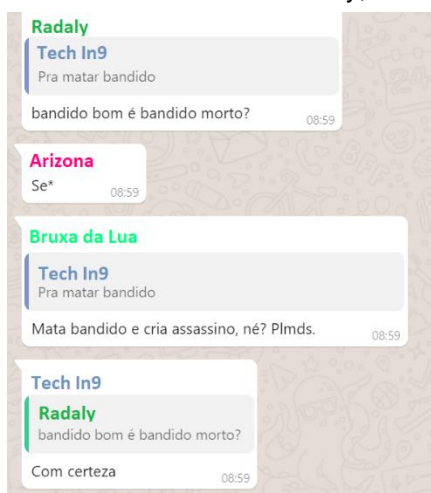 Radaly
Tech In9
Pra matar bandido
bandido bom é bandido morto?
08:59
Arizona
Se*
08:59
Bruxa da Lua
Tech In9
Pra matar bandido
Mata bandido e cria assassino, né? Plmds.
08:59
Tech In9
Radaly
bandido bom é bandido morto?
Com certeza
08:59